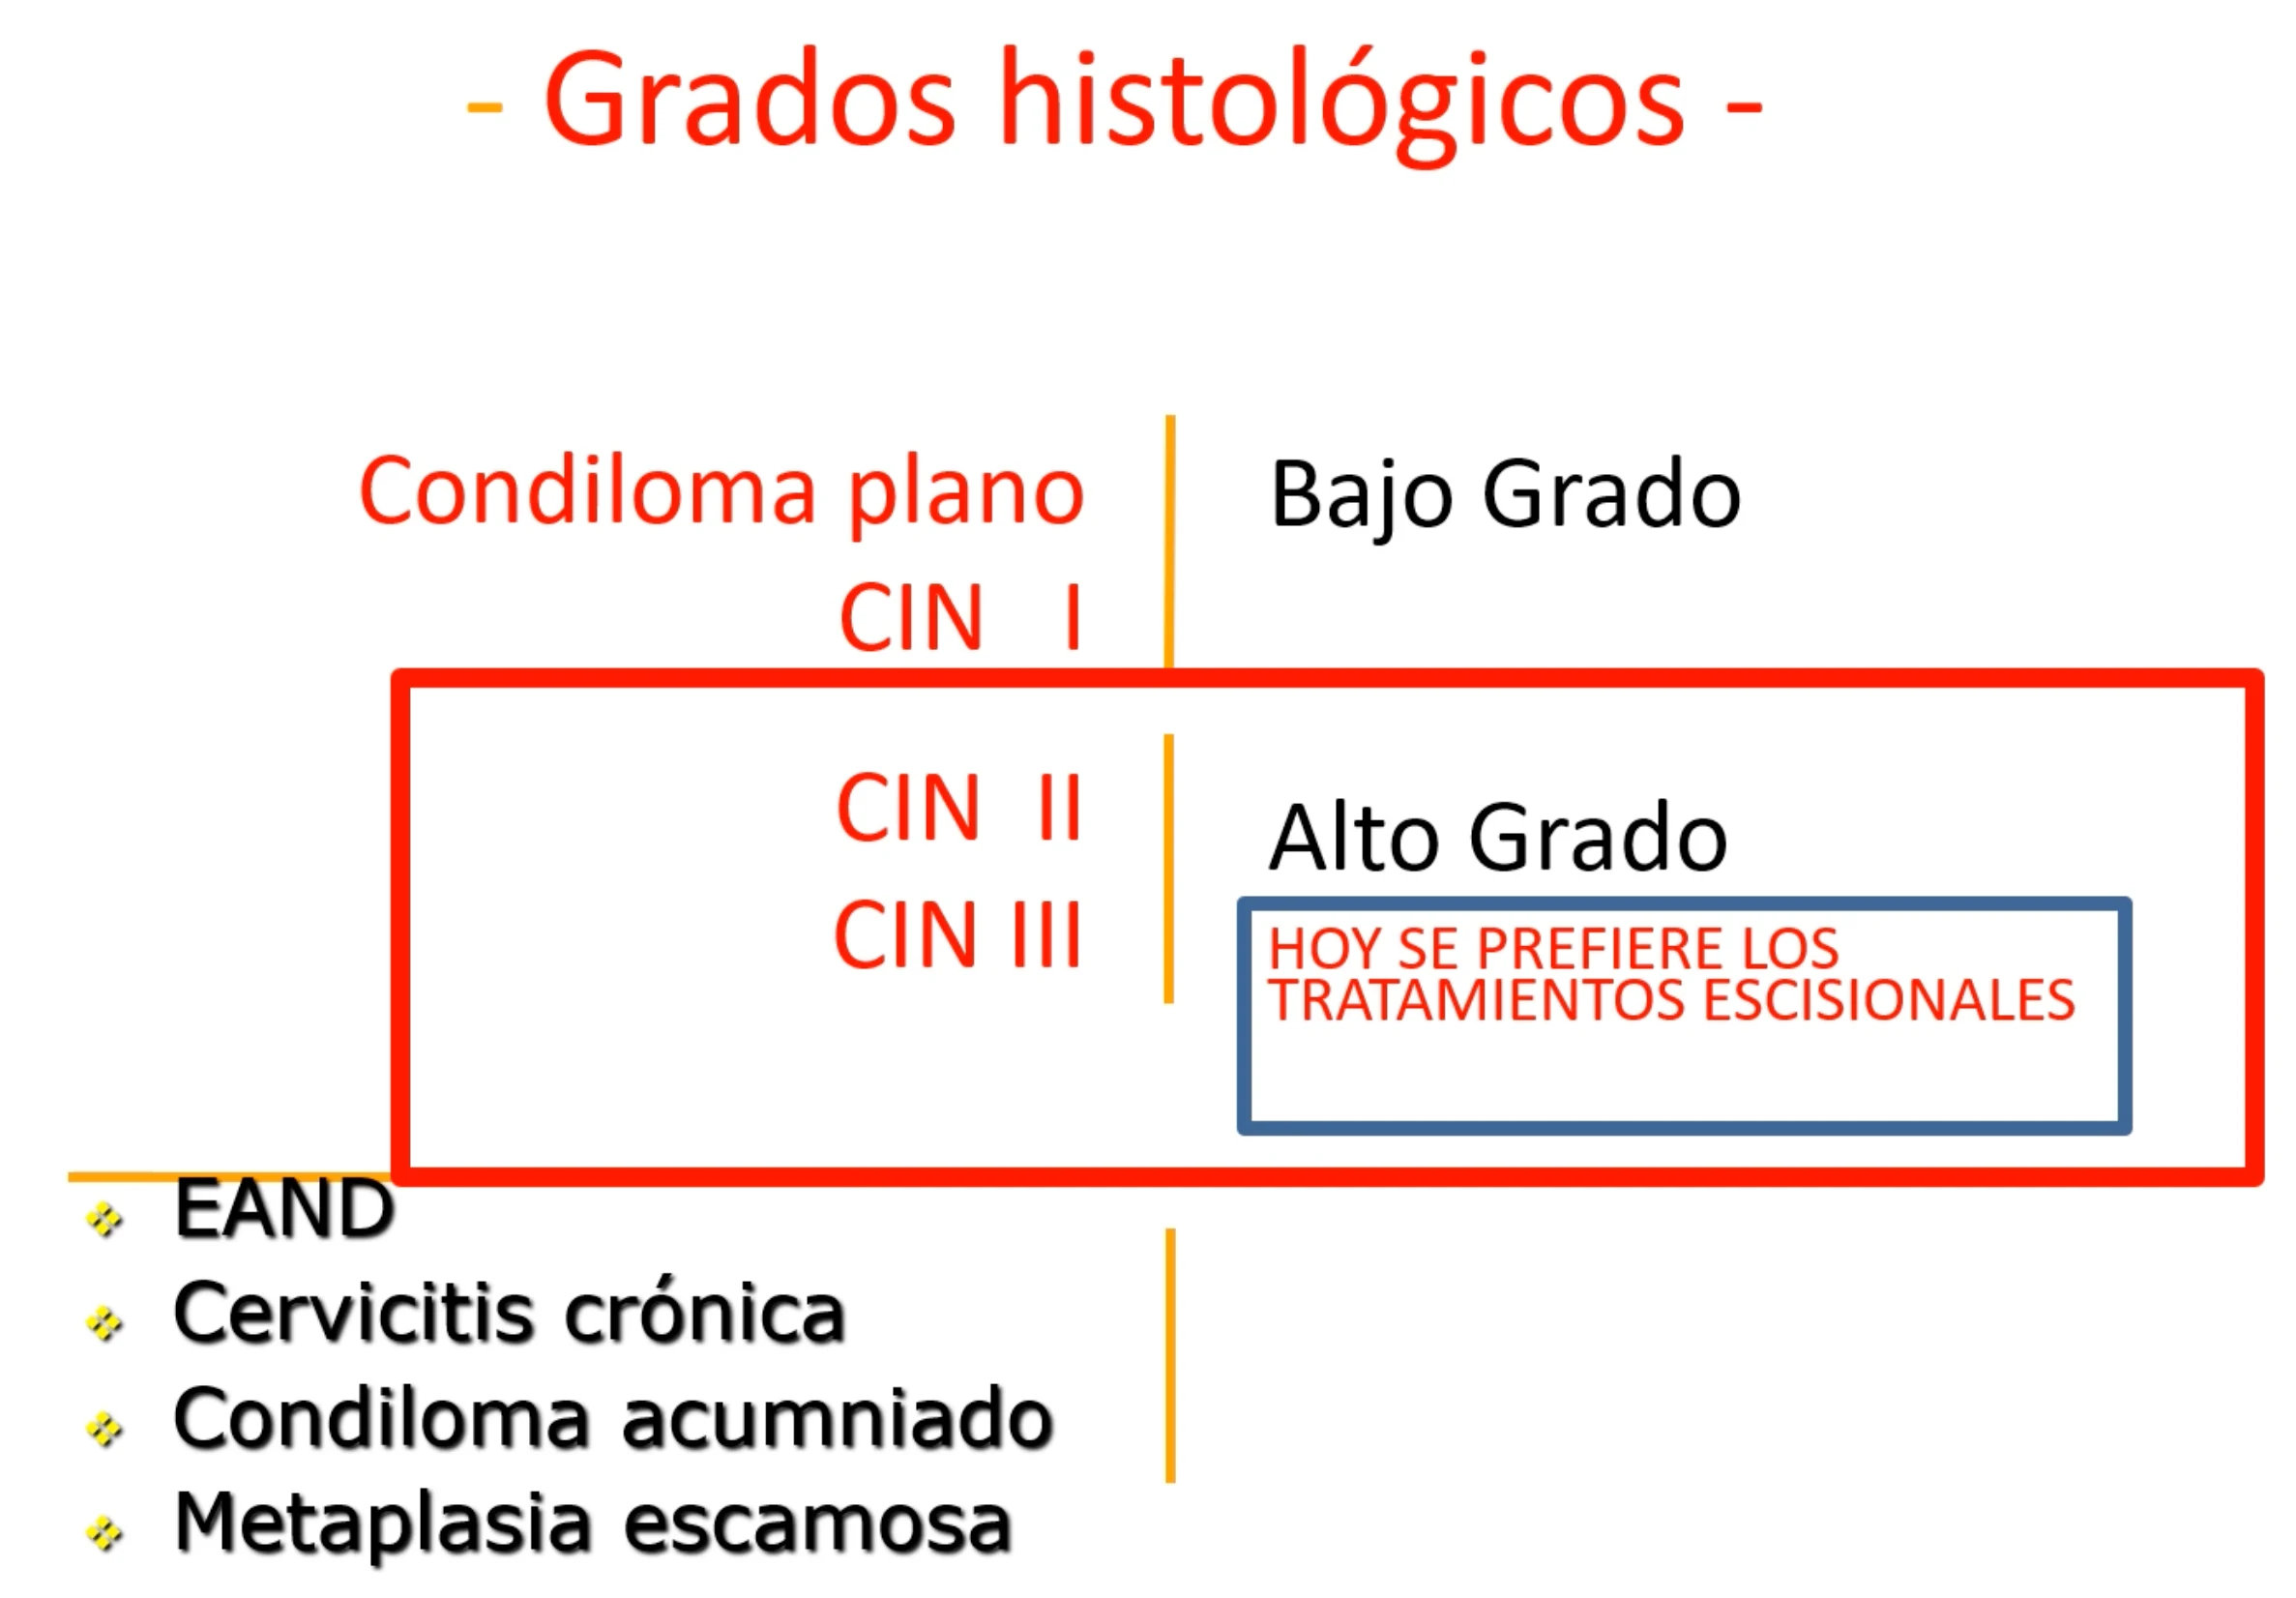 - Grados histológicos -
Condiloma plano
Bajo Grado
CIN I
CIN II
Alto Grado
CIN III
HOY SE PREFIERE LOS
TRATAMIENTOS ESCISIONALES
EAND
Cervicitis crónica
Condiloma acumniado
Metaplasia escamosa